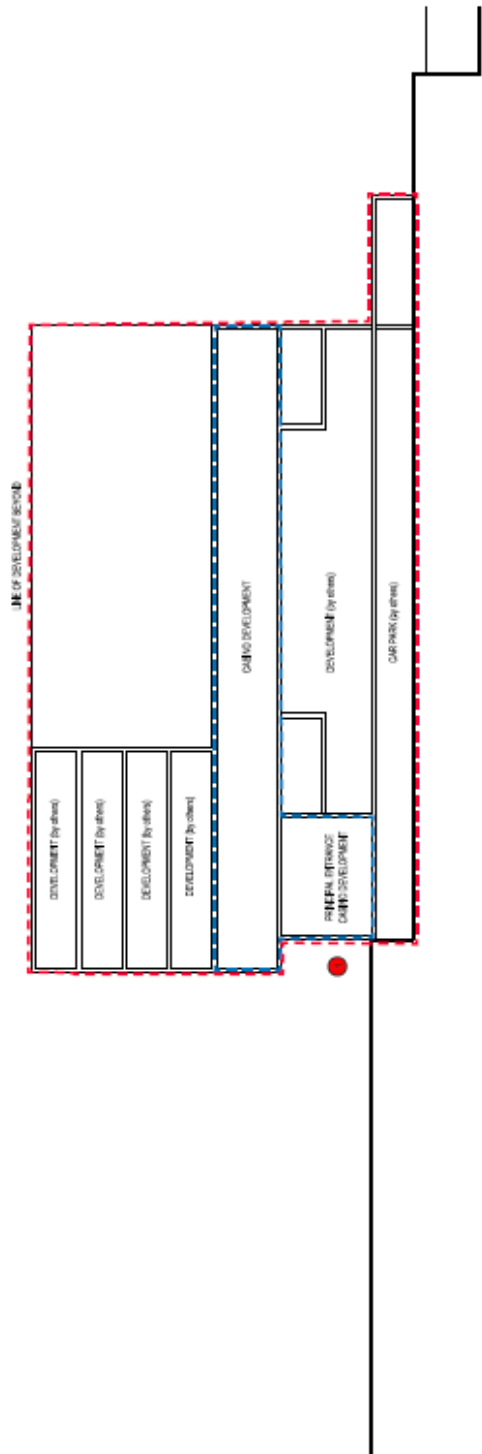 LINE OF DEVELOPMENT BEYOND
DEVELOPMENT (by others)
DEVELOPMENT (by others)
DEVELOPMENT (by others)
DEVELOPMENT (by others)
CASINO DEVELOPMENT
DEVELOPMENT (by others)
PRINCIPAL ENTRANCE
CASINO DEVELOPMENT
CAR PARK (by others)